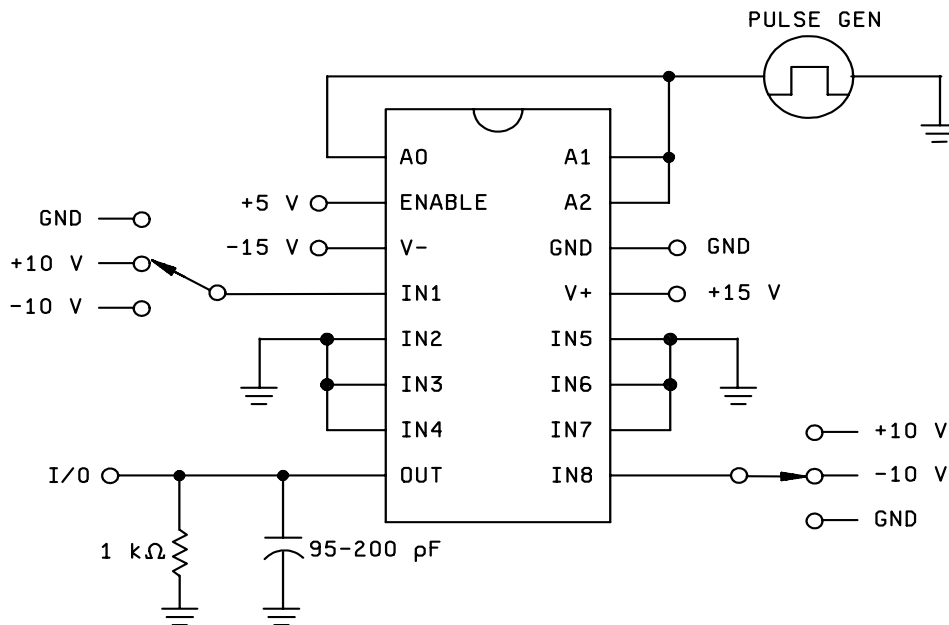 PULSE GEN
A0
A1
+5 V
ENABLE
A2
GND
-15 V
V-
GND
GND
+10 V
-10 V
IN1
V+
+15 V
IN2
IN5
IN3
IN6
IN4
IN7
+10 V
I/O
OUT
IN8
-10 V
GND
1 kΩ
95-200 pF